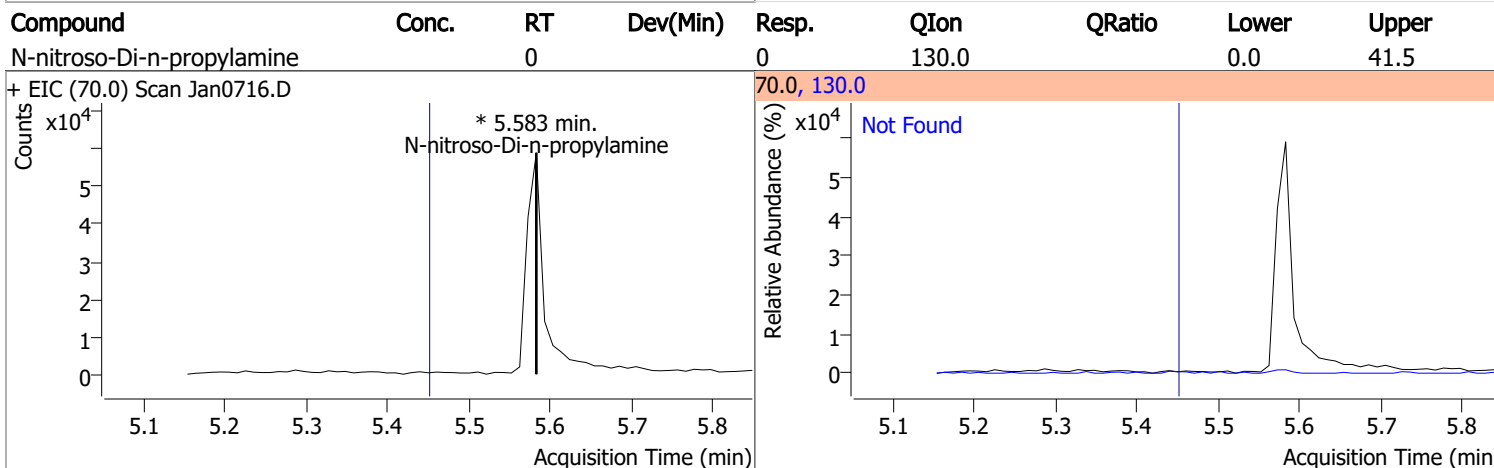 Compound Conc. RT Dev(Min) Resp. QIon QRatio Lower Upper
N-nitroso-Di-n-propylamine 0 0 130.0 0.0 41.5
+ EIC (70.0) Scan Jan0716.D
Counts
x10⁴
* 5.583 min.
N-nitroso-Di-n-propylamine
5
4
3
2
1
0
5.1 5.2 5.3 5.4 5.5 5.6 5.7 5.8
Acquisition Time (min)
70.0, 130.0
Relative Abundance (%)
x10⁴
Not Found
5
4
3
2
1
0
5.1 5.2 5.3 5.4 5.5 5.6 5.7 5.8
Acquisition Time (min